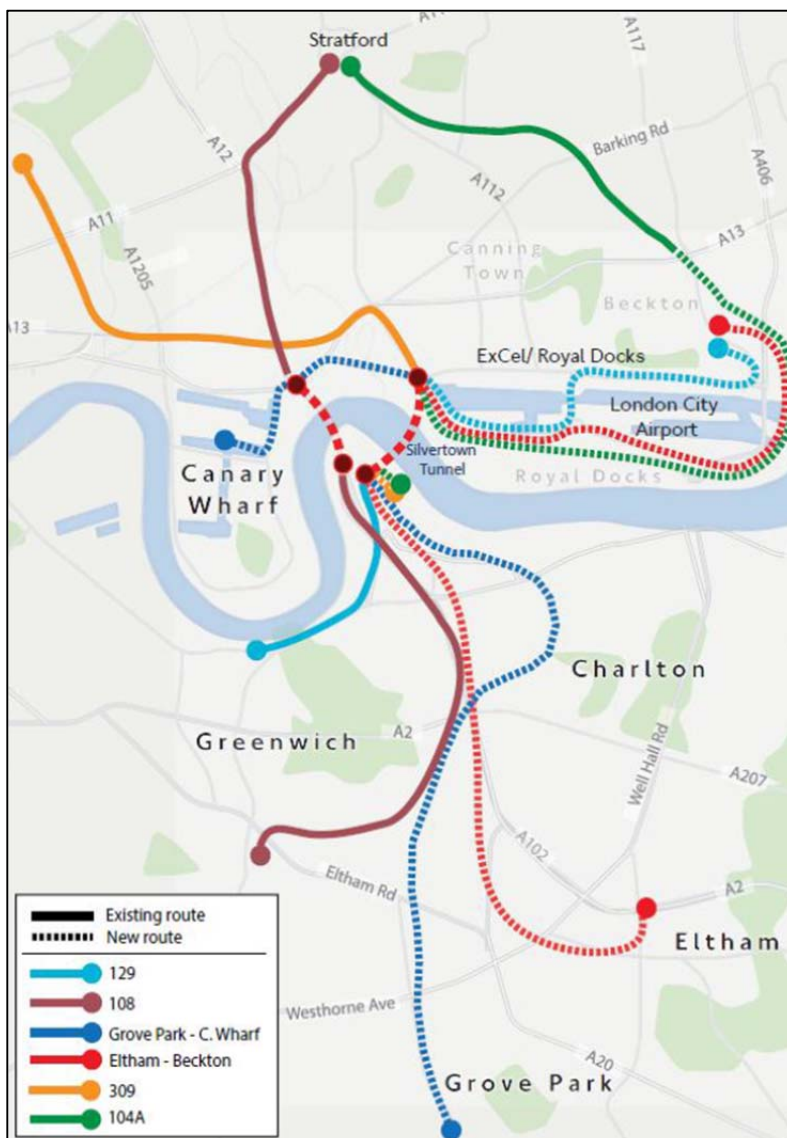 Stratford
A117
A12
Barking Rd
A406
A112
A11
A13
Canning
Town
A1205
Beckton
A13
ExCel/ Royal Docks
London City
Airport
Silvertown
Tunnel
Royal Docks
Canary
Wharf
Charlton
Greenwich
A2
Well Hall Rd
A207
A102
Eltham Rd
A2
Eltham
Existing route
New route
129
108
Grove Park - C. Wharf
Eltham - Beckton
309
104A
Westhorne Ave
A20
Grove Park